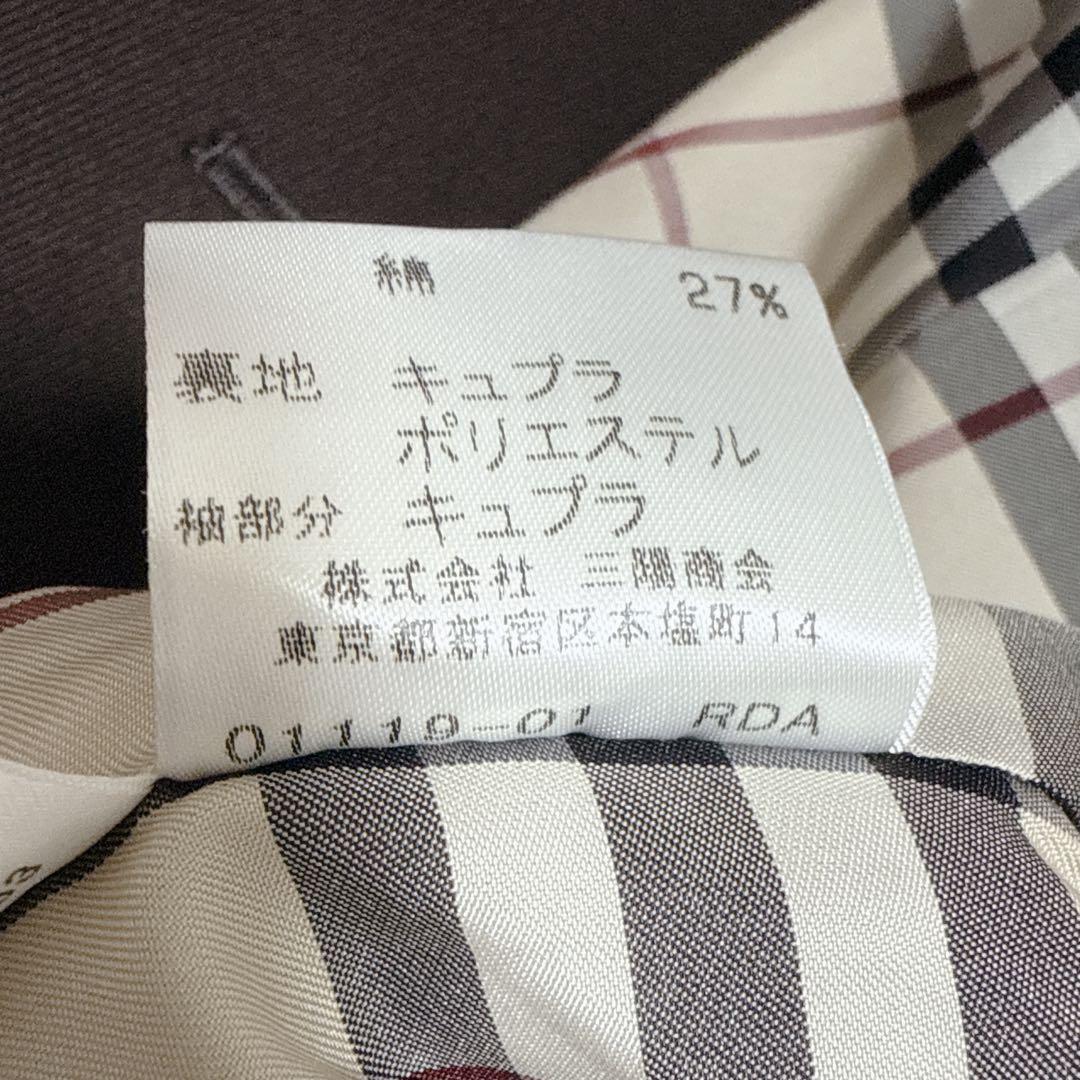 綿 27%
裏地 キュプラ
ポリエステル
袖部分 キュプラ
株式会社 三陽商会
東京都新宿区本塩町14
01119-01 RDA